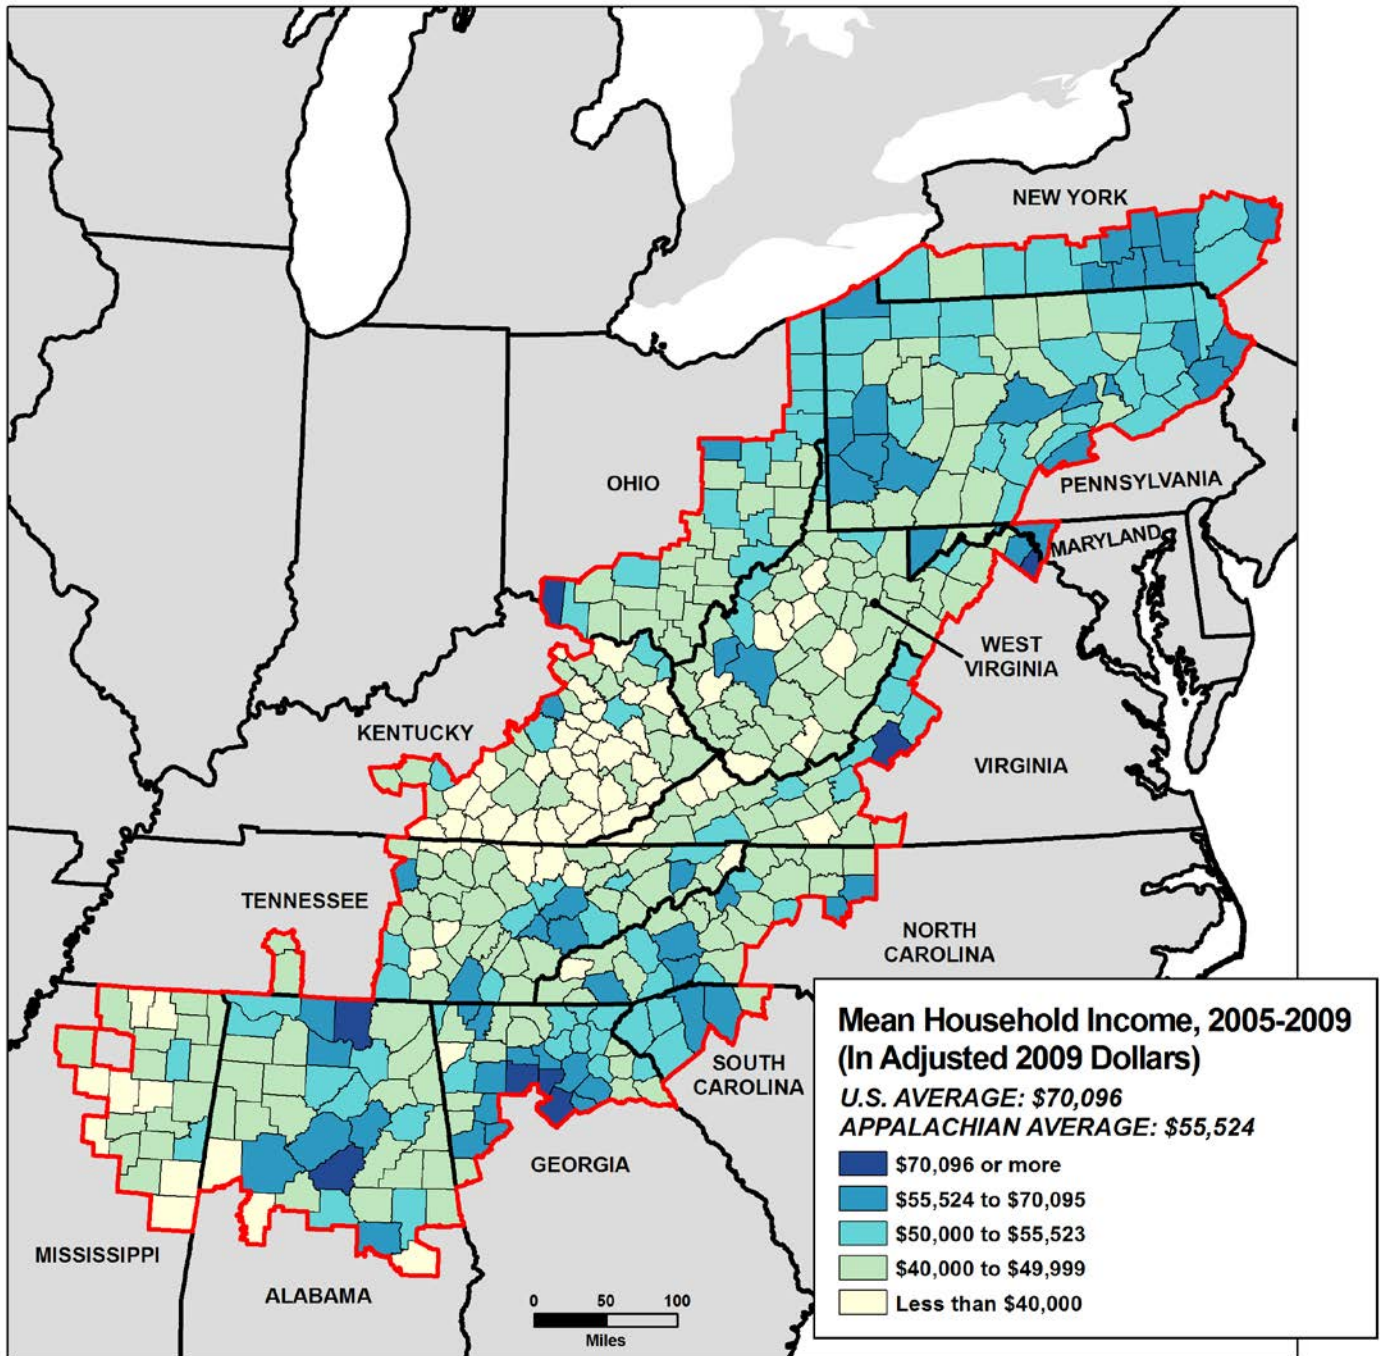 NEW YORK
OHIO
PENNSYLVANIA
MARYLAND
WEST
VIRGINIA
KENTUCKY
VIRGINIA
TENNESSEE
NORTH
CAROLINA
SOUTH
CAROLINA
GEORGIA
MISSISSIPPI
ALABAMA
0 50 100
Miles
Mean Household Income, 2005-2009
(In Adjusted 2009 Dollars)
U.S. AVERAGE: $70,096
APPALACHIAN AVERAGE: $55,524
$70,096 or more
$55,524 to $70,095
$50,000 to $55,523
$40,000 to $49,999
Less than $40,000